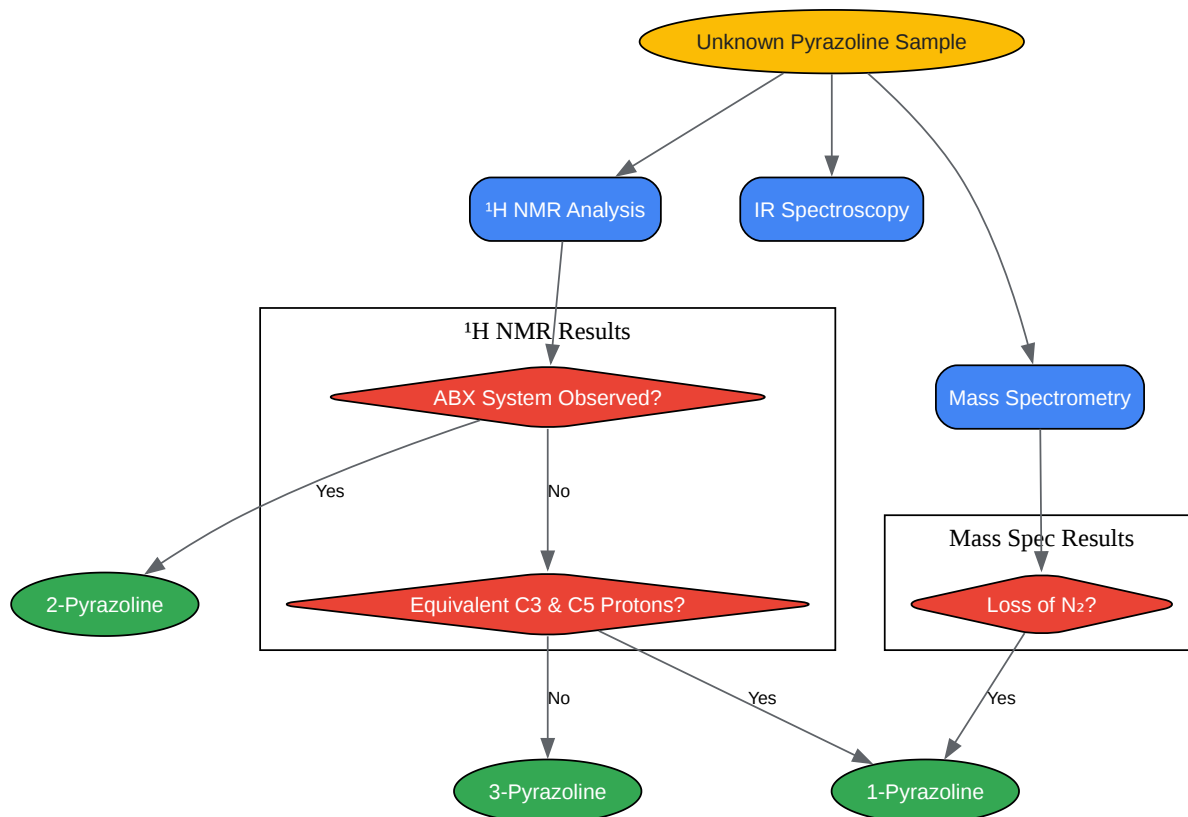 Unknown Pyrazoline Sample
¹H NMR Analysis
IR Spectroscopy
¹H NMR Results
ABX System Observed?
Mass Spectrometry
Yes
No
Mass Spec Results
2-Pyrazoline
Equivalent C3 & C5 Protons?
Loss of N₂?
No
Yes
Yes
3-Pyrazoline
1-Pyrazoline